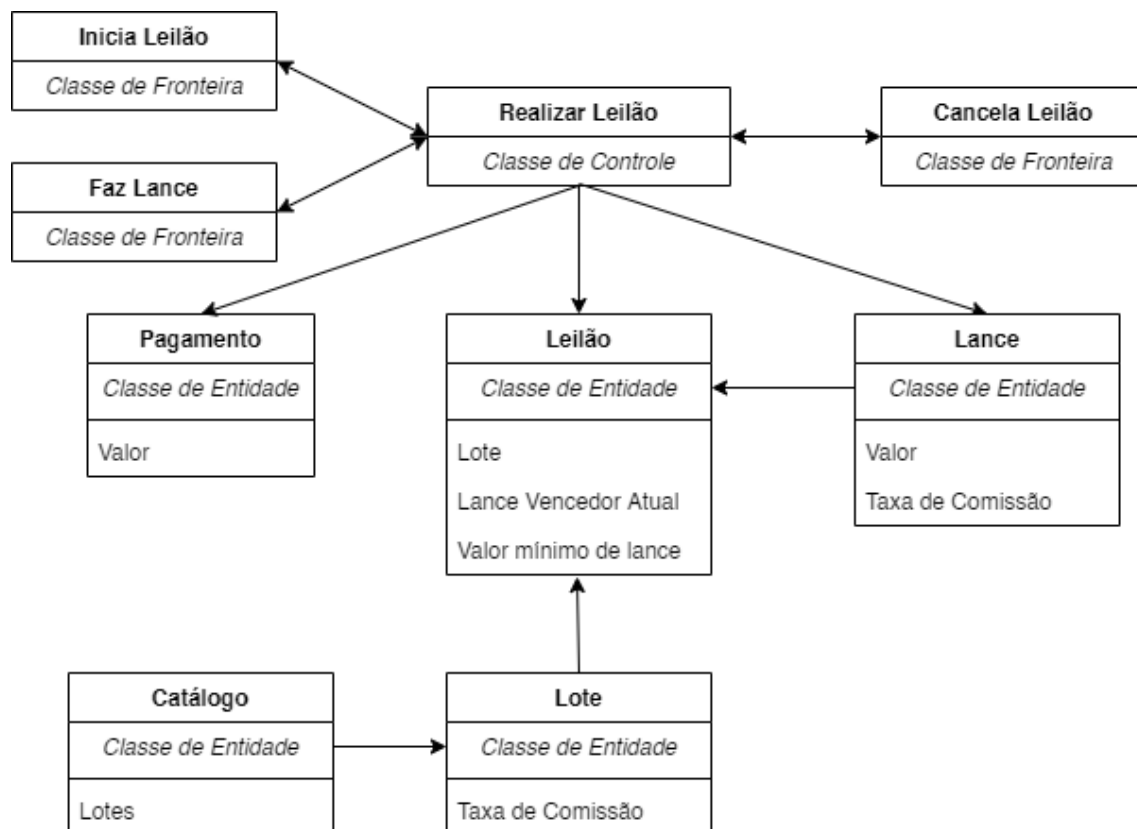 Inicia Leilão
Classe de Fronteira
Realizar Leilão
Classe de Controle
Cancela Leilão
Classe de Fronteira
Faz Lance
Classe de Fronteira
Pagamento
Classe de Entidade
Valor
Leilão
Classe de Entidade
Lote
Lance Vencedor Atual
Valor mínimo de lance
Lance
Classe de Entidade
Valor
Taxa de Comissão
Catálogo
Classe de Entidade
Lotes
Lote
Classe de Entidade
Taxa de Comissão